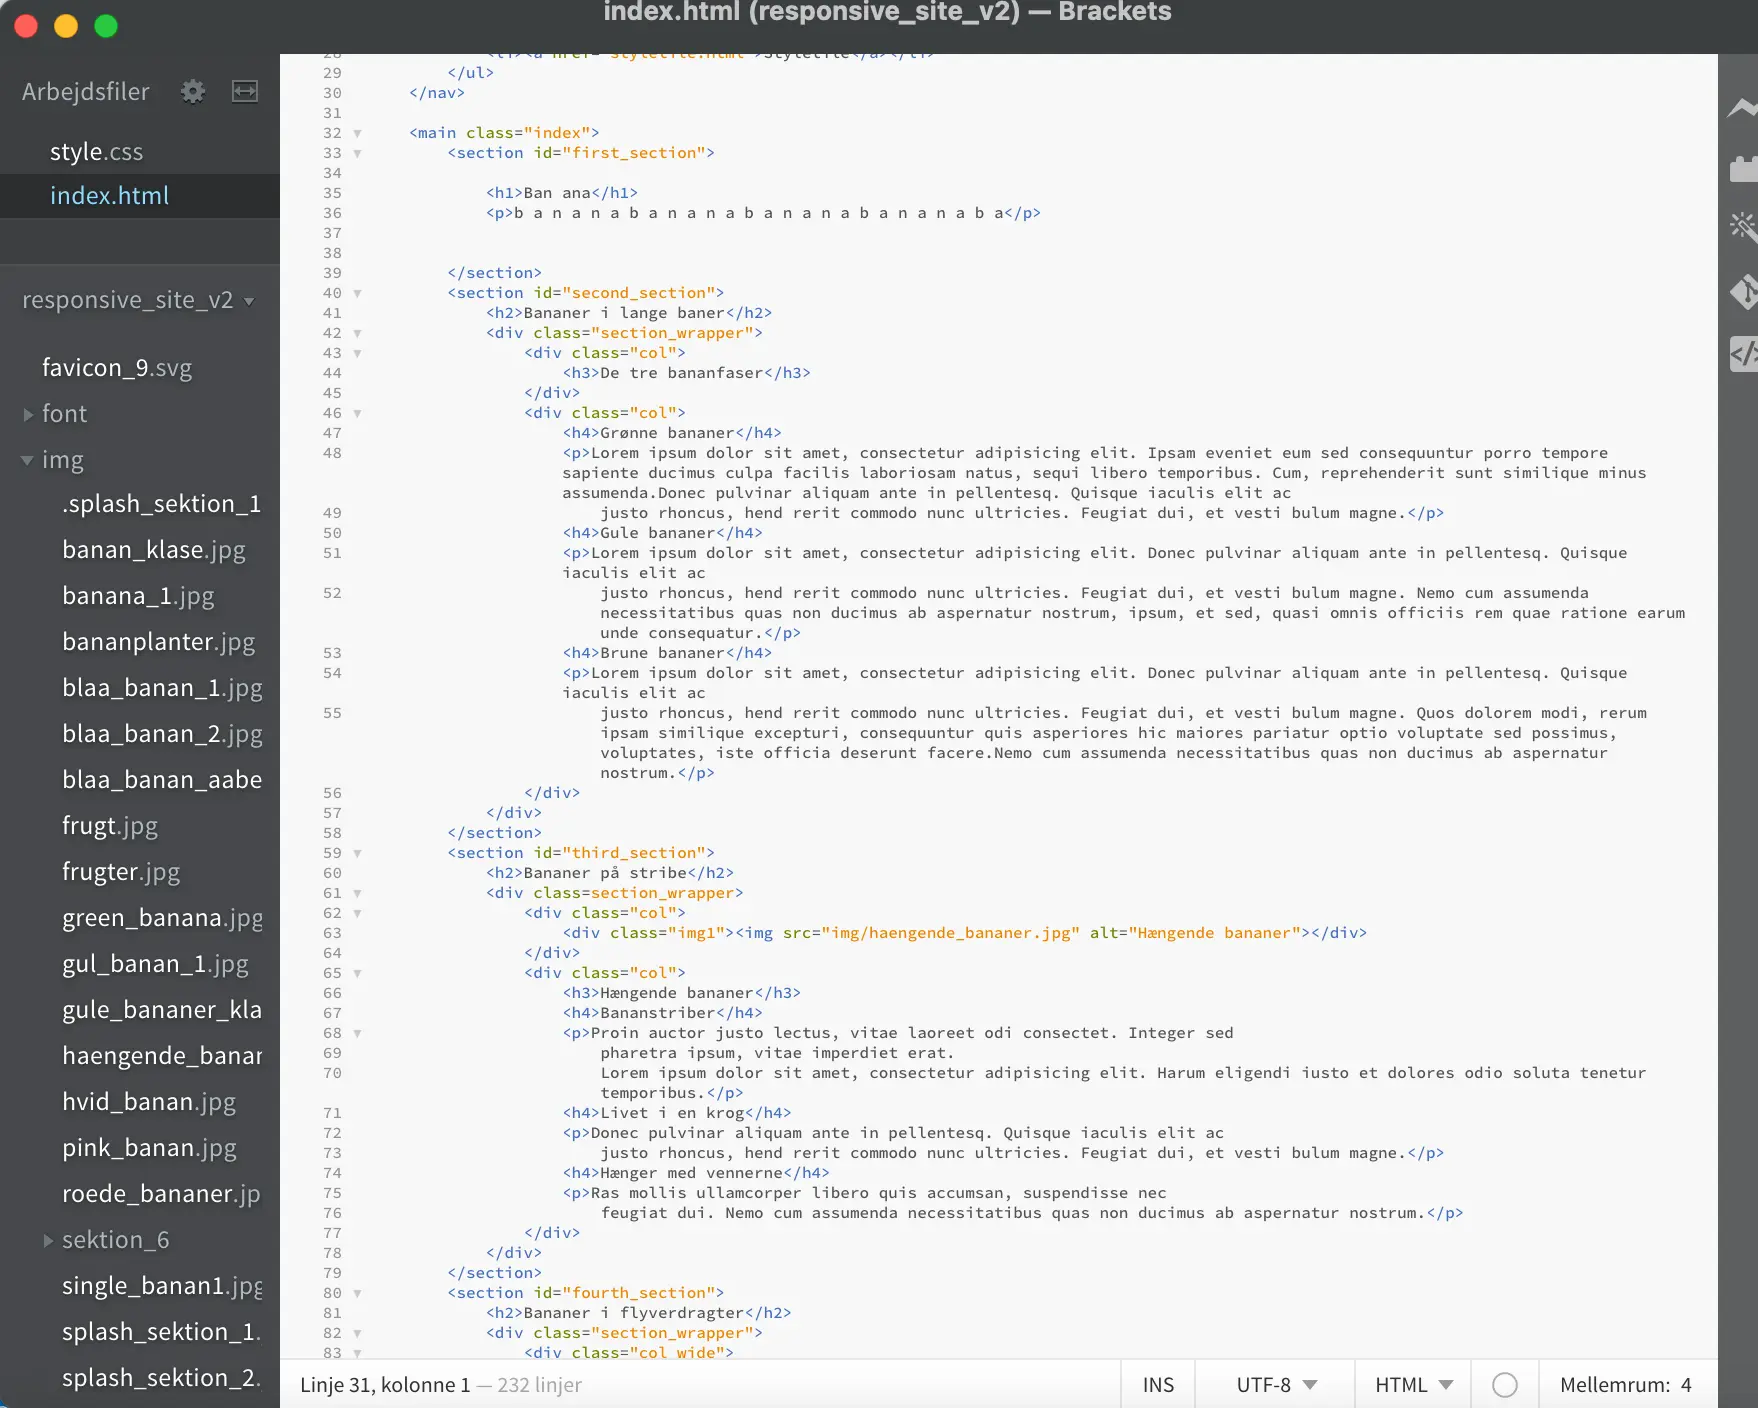 index.html (responsive_site_v2) — Brackets
Arbejdsfiler
style.css
index.html
responsive_site_v2
favicon_9.svg
font
img
.splash_sektion_1
banan_klase.jpg
banana_1.jpg
bananplanter.jpg
blaa_banan_1.jpg
blaa_banan_2.jpg
blaa_banan_aabe
frugt.jpg
frugter.jpg
green_banana.jpg
gul_banan_1.jpg
gule_bananer_kla
haengende_banar
hvid_banan.jpg
pink_banan.jpg
roede_bananer.jp
sektion_6
single_banan1.jpg
splash_sektion_1.
splash_sektion_2.
28 <li><a href="stylefile.html">Stylefile</a></li>
29 </ul>
30 </nav>
31
32 <main class="index">
33 <section id="first_section">
34
35 <h1>Ban ana</h1>
36 <p>b a n a n a b a n a n a b a n a n a b a n a n a b a</p>
37
38
39 </section>
40 <section id="second_section">
41 <h2>Bananer i lange baner</h2>
42 <div class="section_wrapper">
43 <div class="col">
44 <h3>De tre bananfaser</h3>
45 </div>
46 <div class="col">
47 <h4>Grønne bananer</h4>
48 <p>Lorem ipsum dolor sit amet, consectetur adipisicing elit. Ipsam eveniet eum sed consequuntur porro tempore
sapiente ducimus culpa facilis laboriosam natus, sequi libero temporibus. Cum, reprehenderit sunt similique minus
assumenda.Donec pulvinar aliquam ante in pellentesq. Quisque iaculis elit ac
49 justo rhoncus, hend rerit commodo nunc ultricies. Feugiat dui, et vesti bulum magne.</p>
50 <h4>Gule bananer</h4>
51 <p>Lorem ipsum dolor sit amet, consectetur adipisicing elit. Donec pulvinar aliquam ante in pellentesq. Quisque
iaculis elit ac
52 justo rhoncus, hend rerit commodo nunc ultricies. Feugiat dui, et vesti bulum magne. Nemo cum assumenda
necessitatibus quas non ducimus ab aspernatur nostrum, ipsum, et sed, quasi omnis officiis rem quae ratione earum
unde consequatur.</p>
53 <h4>Brune bananer</h4>
54 <p>Lorem ipsum dolor sit amet, consectetur adipisicing elit. Donec pulvinar aliquam ante in pellentesq. Quisque
iaculis elit ac
55 justo rhoncus, hend rerit commodo nunc ultricies. Feugiat dui, et vesti bulum magne. Quos dolorem modi, rerum
ipsam similique excepturi, consequuntur quis asperiores hic maiores pariatur optio voluptate sed possimus,
voluptates, iste officia deserunt facere.Nemo cum assumenda necessitatibus quas non ducimus ab aspernatur
nostrum.</p>
56 </div>
57 </div>
58 </section>
59 <section id="third_section">
60 <h2>Bananer på stribe</h2>
61 <div class=section_wrapper>
62 <div class="col">
63 <div class="img1"><img src="img/haengende_bananer.jpg" alt="Hængende bananer"></div>
64 </div>
65 <div class="col">
66 <h3>Hængende bananer</h3>
67 <h4>Bananstriber</h4>
68 <p>Proin auctor justo lectus, vitae laoreet odi consectet. Integer sed
69 pharetra ipsum, vitae imperdiet erat.
70 Lorem ipsum dolor sit amet, consectetur adipisicing elit. Harum eligendi iusto et dolores odio soluta tenetur
temporibus.</p>
71 <h4>Livet i en krog</h4>
72 <p>Donec pulvinar aliquam ante in pellentesq. Quisque iaculis elit ac
73 justo rhoncus, hend rerit commodo nunc ultricies. Feugiat dui, et vesti bulum magne.</p>
74 <h4>Hænger med vennerne</h4>
75 <p>Ras mollis ullamcorper libero quis accumsan, suspendisse nec
76 feugiat dui. Nemo cum assumenda necessitatibus quas non ducimus ab aspernatur nostrum.</p>
77 </div>
78 </div>
79 </section>
80 <section id="fourth_section">
81 <h2>Bananer i flyverdragter</h2>
82 <div class="section_wrapper">
83 <div class="col_wide">
Linje 31, kolonne 1 — 232 linjer
INS
UTF-8
HTML
Mellemrum: 4